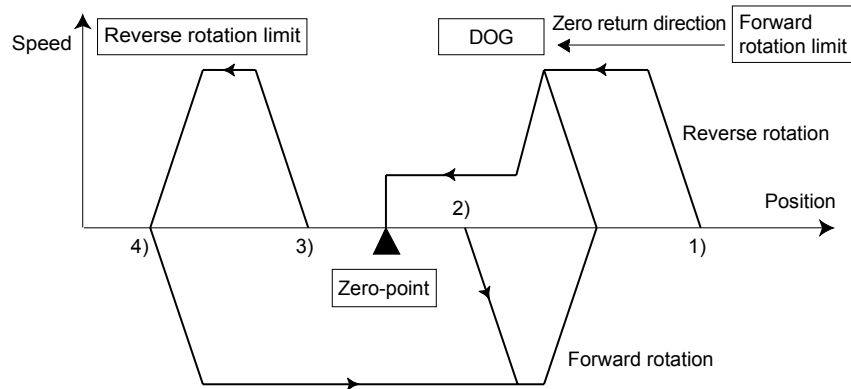 Speed
Reverse rotation limit
DOG
Zero return direction
Forward
rotation limit
Reverse rotation
Position
2)
4)
3)
1)
Zero-point
Forward rotation